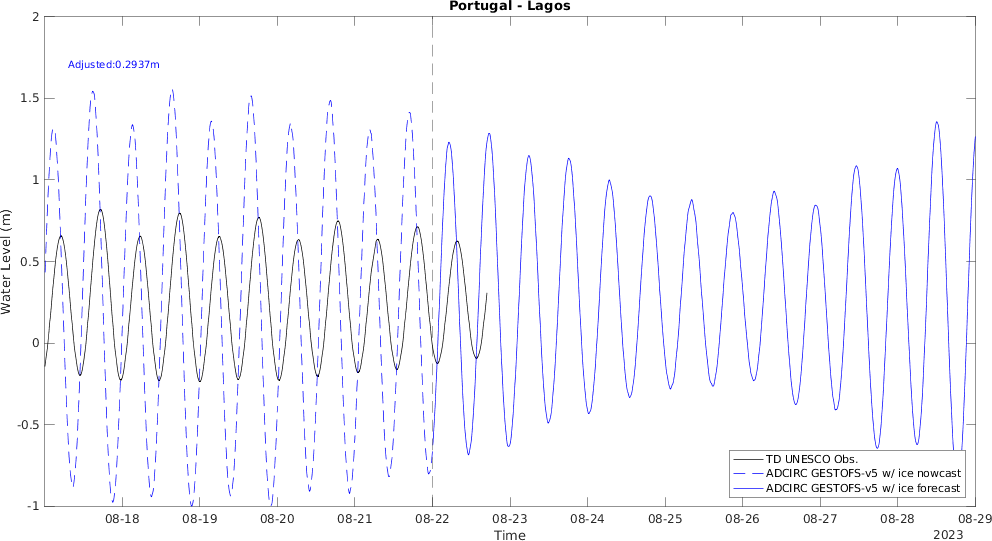 Portugal - Lagos
Adjusted:0.2937m
Water Level (m)
2
1.5
1
0.5
0
-0.5
-1
08-18
08-19
08-20
08-21
08-22
08-23
08-24
08-25
08-26
08-27
08-28
08-29
Time
2023
TD UNESCO Obs.
ADCIRC GESTOFS-v5 w/ ice nowcast
ADCIRC GESTOFS-v5 w/ ice forecast